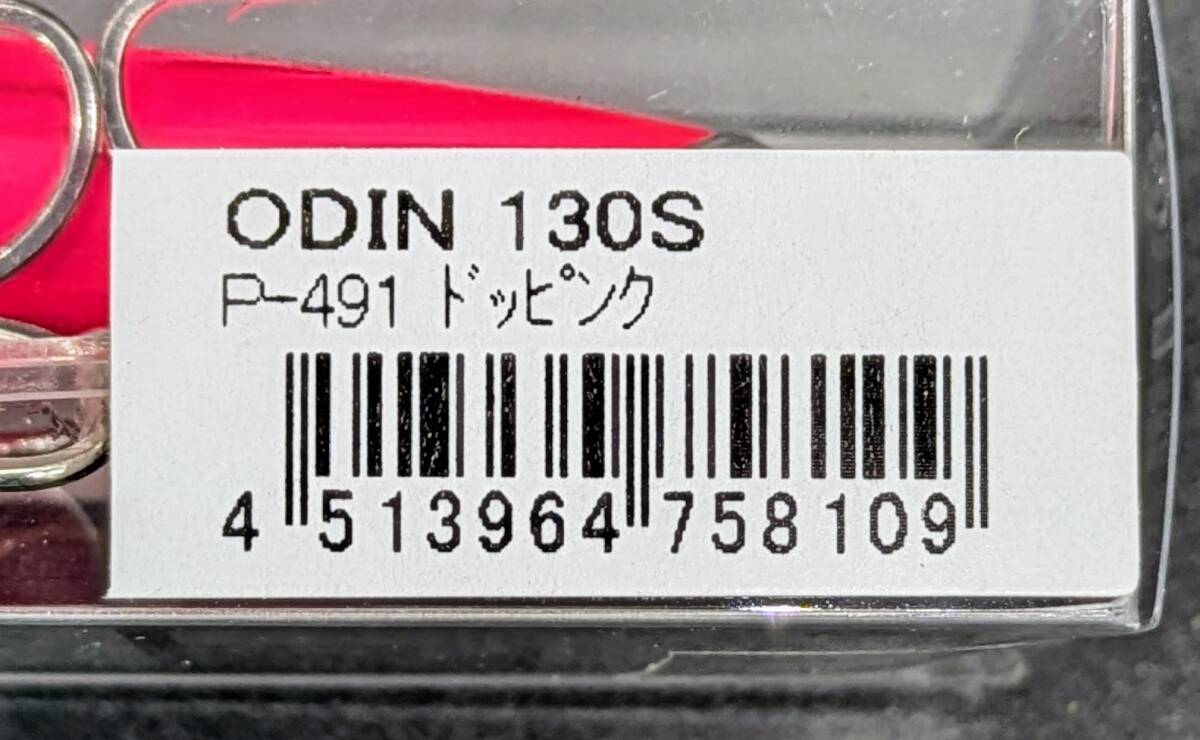 ODIN 130S
P-491 ﾄﾞｯﾋﾟﾝｸ
4 513964 758109